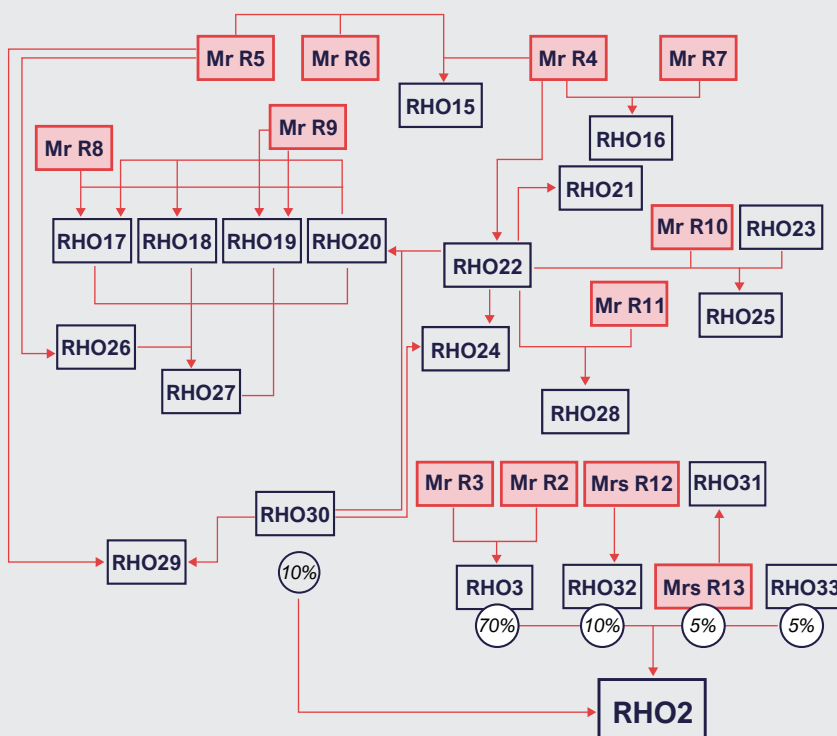 Mr R5
Mr R6
Mr R4
Mr R7
RHO15
RHO16
Mr R8
Mr R9
RHO21
RHO17
RHO18
RHO19
RHO20
RHO22
Mr R10
RHO23
RHO25
Mr R11
RHO26
RHO24
RHO27
RHO28
Mr R3
Mr R2
Mrs R12
RHO31
RHO30
RHO29
10%
RHO3
RHO32
Mrs R13
RHO33
70%
10%
5%
5%
RHO2